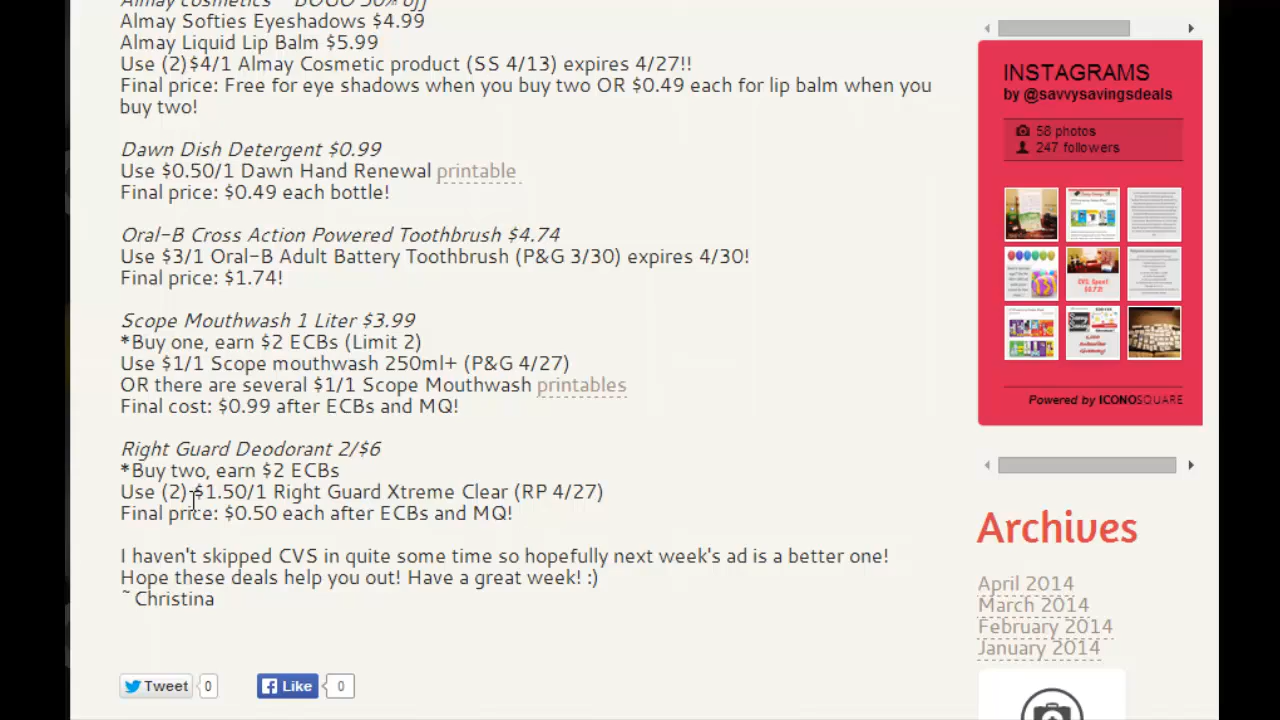 Almay cosmetics ~ BOGO 50% off
Almay Softies Eyeshadows $4.99
Almay Liquid Lip Balm $5.99
Use (2)$4/1 Almay Cosmetic product (SS 4/13) expires 4/27!!
Final price: Free for eye shadows when you buy two OR $0.49 each for lip balm when you
buy two!
Dawn Dish Detergent $0.99
Use $0.50/1 Dawn Hand Renewal printable
Final price: $0.49 each bottle!
Oral-B Cross Action Powered Toothbrush $4.74
Use $3/1 Oral-B Adult Battery Toothbrush (P&G 3/30) expires 4/30!
Final price: $1.74!
Scope Mouthwash 1 Liter $3.99
*Buy one, earn $2 ECBs (Limit 2)
Use $1/1 Scope mouthwash 250ml+ (P&G 4/27)
OR there are several $1/1 Scope Mouthwash printables
Final cost: $0.99 after ECBs and MQ!
Right Guard Deodorant 2/$6
*Buy two, earn $2 ECBs
Use (2) $1.50/1 Right Guard Xtreme Clear (RP 4/27)
Final price: $0.50 each after ECBs and MQ!
I haven't skipped CVS in quite some time so hopefully next week's ad is a better one!
Hope these deals help you out! Have a great week! :)
~Christina
Tweet 0
Like 0
INSTAGRAMS
by @savvysavingsdeals
58 photos
247 followers
Powered by ICONOSQUARE
Archives
April 2014
March 2014
February 2014
January 2014